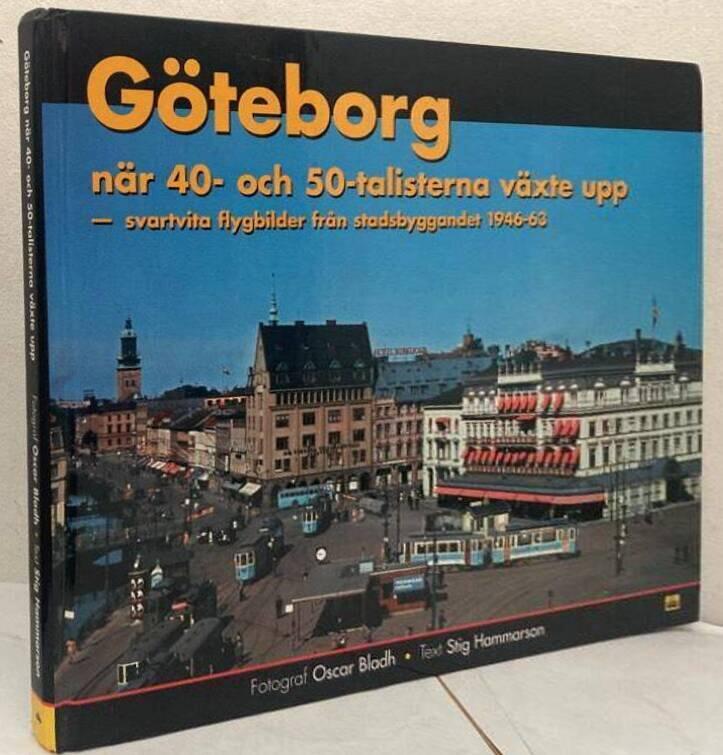 Göteborg
när 40- och 50-talisterna växte upp
– svartvita flygbilder från stadsbyggandet 1946-63
Fotograf Oscar Bladh • Text Stig Hammarson
Göteborg när 40- och 50-talisterna växte upp Fotograf Oscar Bladh • Text Stig Hammarson